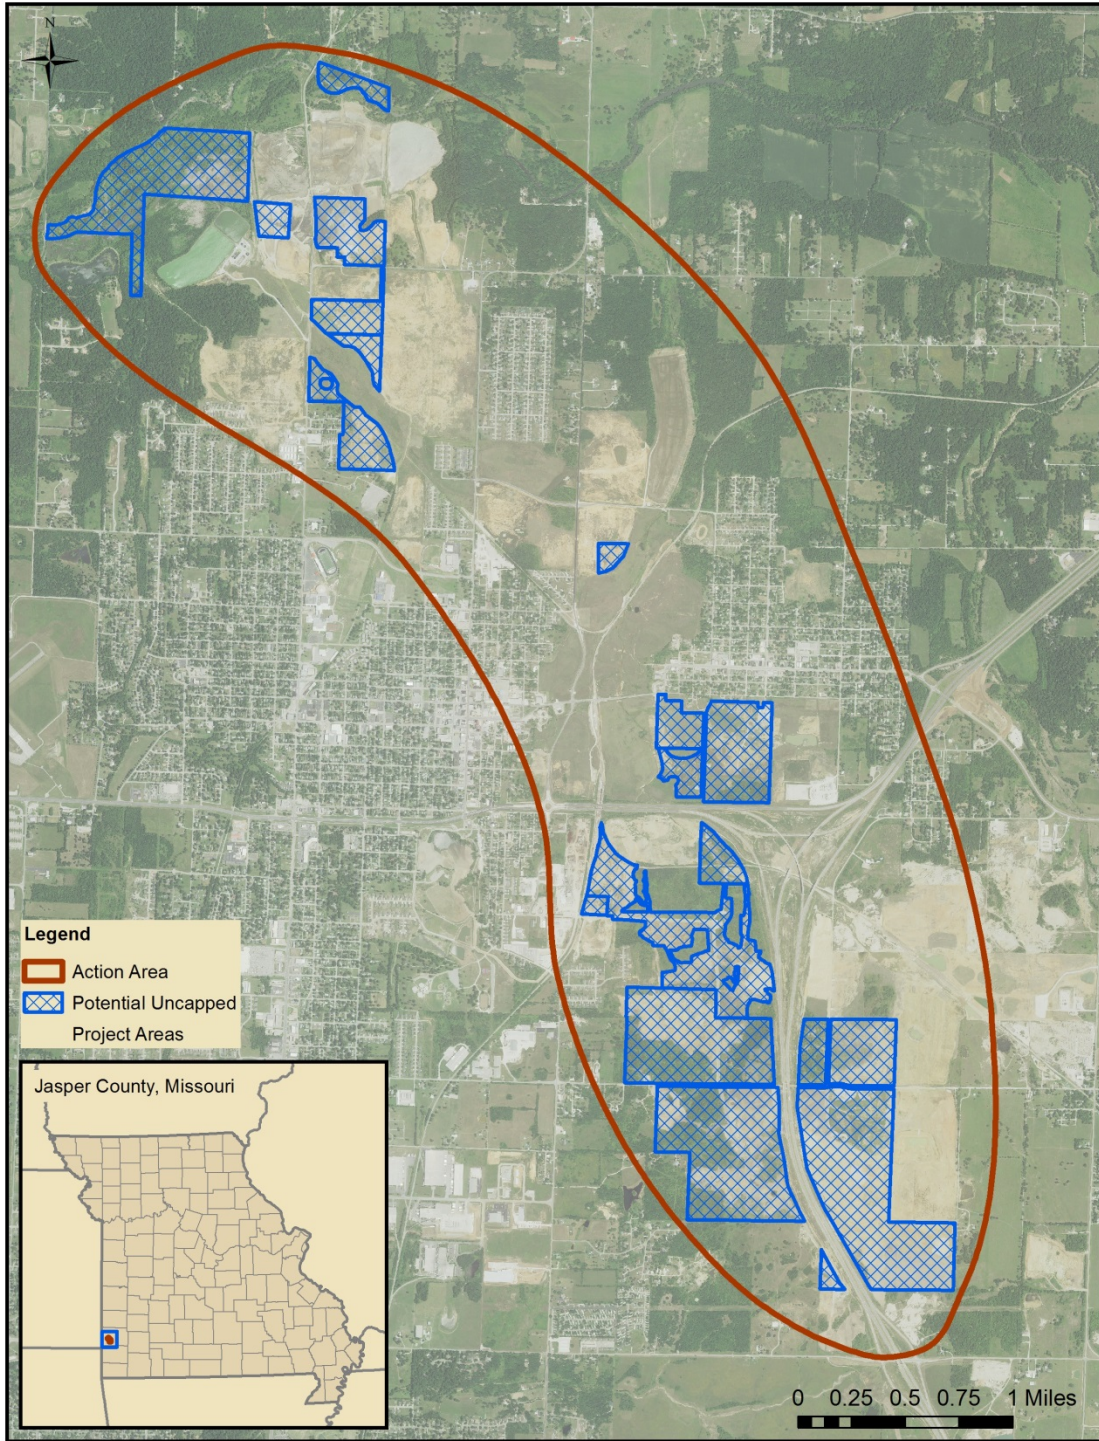 N
Legend
Action Area
Potential Uncapped
Project Areas
Jasper County, Missouri
0 0.25 0.5 0.75 1 Miles